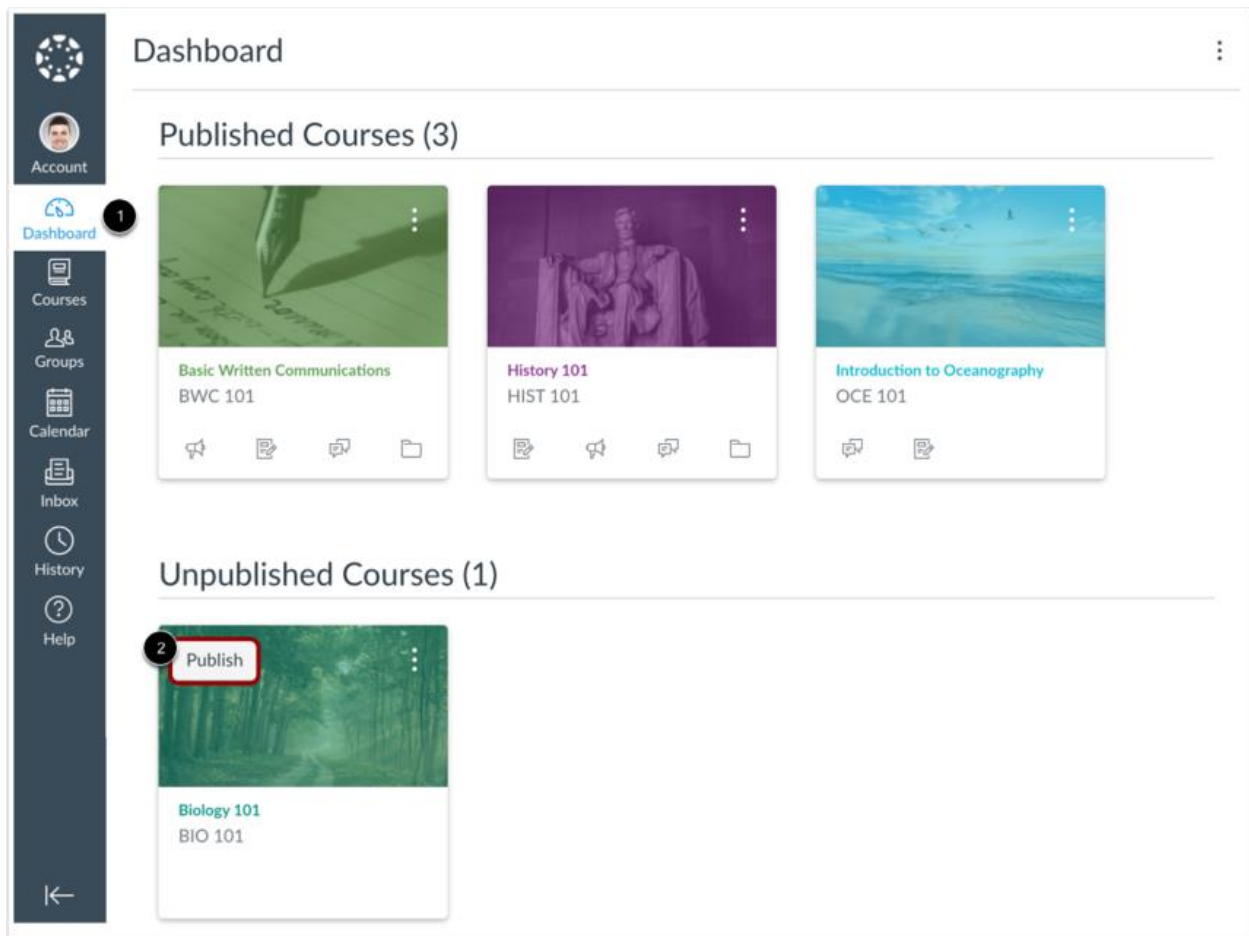 Dashboard
Account
Dashboard
Courses
Groups
Calendar
Inbox
History
Help
1
Published Courses (3)
Basic Written Communications
BWC 101
History 101
HIST 101
Introduction to Oceanography
OCE 101
Unpublished Courses (1)
2
Publish
Biology 101
BIO 101